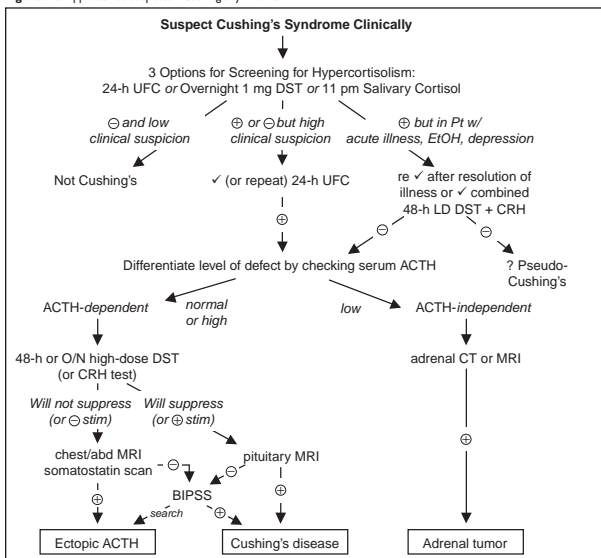 Suspect Cushing's Syndrome Clinically
3 Options for Screening for Hypercortisolism:
24-h UFC or Overnight 1 mg DST or 11 pm Salivary Cortisol
⊖ and low
clinical suspicion
⊕ or ⊖ but high
clinical suspicion
⊕ but in Pt w/
acute illness, EtOH, depression
Not Cushing's
✓ (or repeat) 24-h UFC
re ✓ after resolution of
illness or ✓ combined
48-h LD DST + CRH
⊕
⊖
⊖
Differentiate level of defect by checking serum ACTH
? Pseudo-
Cushing's
ACTH-dependent
normal
or high
low
ACTH-independent
48-h or O/N high-dose DST
(or CRH test)
adrenal CT or MRI
Will not suppress
(or ⊖ stim)
Will suppress
(or ⊕ stim)
⊕
chest/abd MRI
somatostatin scan
⊖
⊖
pituitary MRI
BIPSS
⊕
search
⊕
⊕
Ectopic ACTH
Cushing's disease
Adrenal tumor